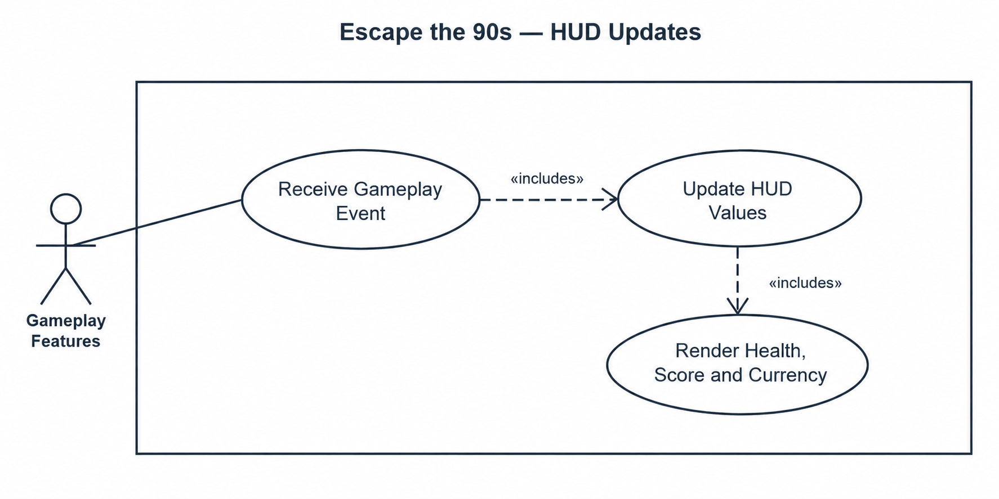 Escape the 90s — HUD Updates
Receive Gameplay
Event
«includes»
Update HUD
Values
«includes»
Render Health,
Score and Currency
Gameplay
Features